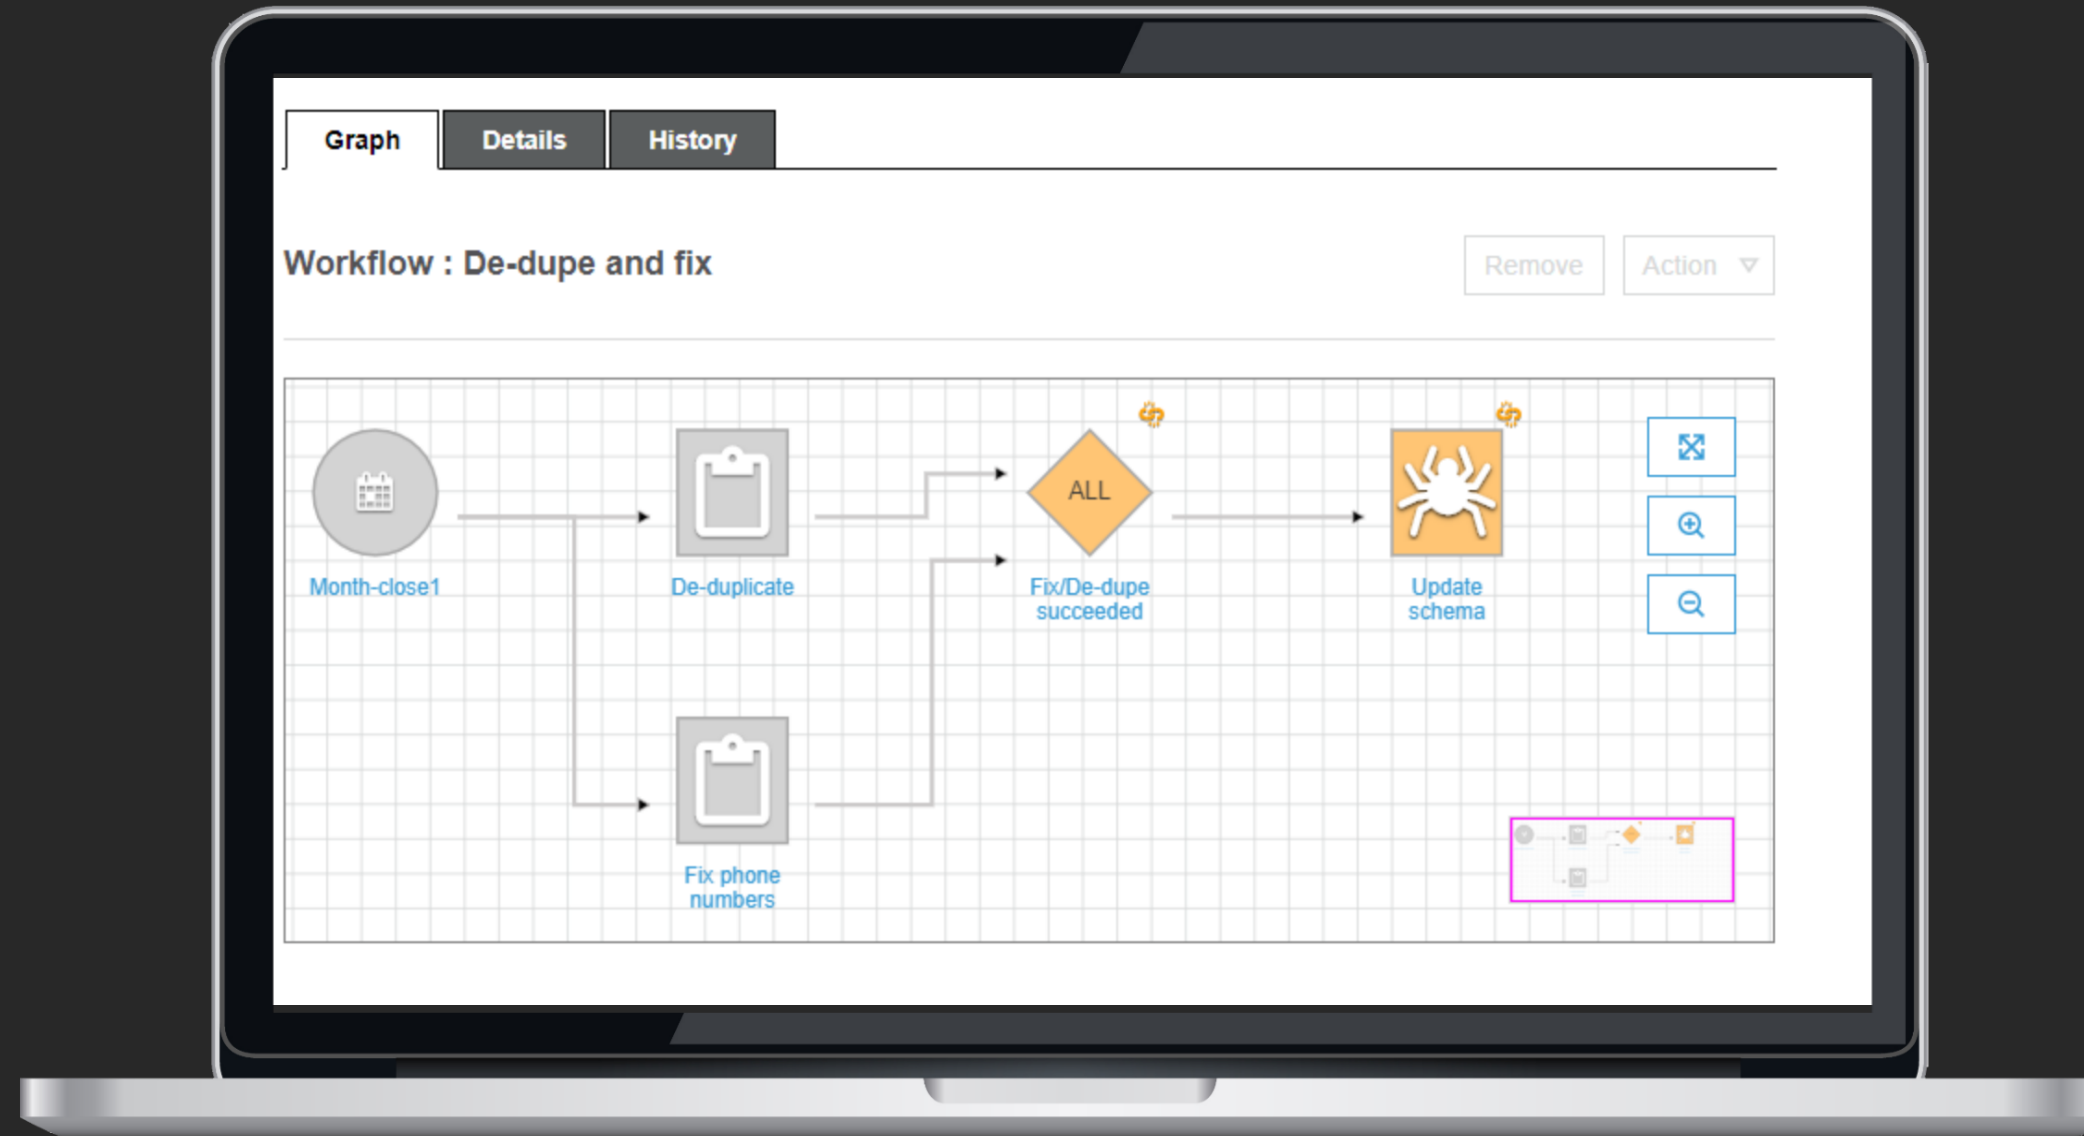 Graph Details History
Workflow : De-dupe and fix
Remove Action
ALL
Month-close1 De-duplicate Fix/De-dupe Update
succeeded schema
Fix phone
numbers